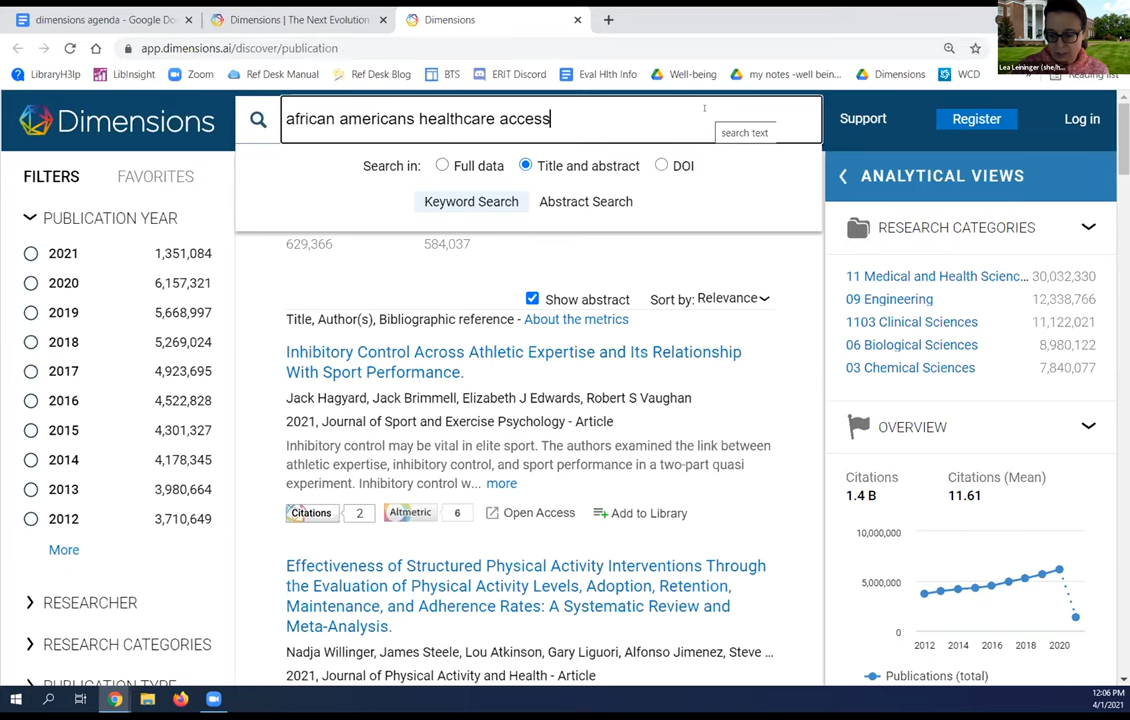 dimensions agenda - Google Do
Dimensions | The Next Evolution
Dimensions
app.dimensions.ai/discover/publication
LibraryH3lp
LibInsight
Zoom
Ref Desk Manual
Ref Desk Blog
BTS
ERIT Discord
Eval Hlth Info
Well-being
my notes -well bein...
Dimensions
WCD
Reading list
Lea Leininger (she/h...
Dimensions
african americans healthcare access
search text
Support
Register
Log in
Search in:
Full data
Title and abstract
DOI
Keyword Search
Abstract Search
629,366
584,037
FILTERS
FAVORITES
PUBLICATION YEAR
2021 1,351,084
2020 6,157,321
2019 5,668,997
2018 5,269,024
2017 4,923,695
2016 4,522,828
2015 4,301,327
2014 4,178,345
2013 3,980,664
2012 3,710,649
More
RESEARCHER
RESEARCH CATEGORIES
Show abstract
Sort by: Relevance
Title, Author(s), Bibliographic reference - About the metrics
Inhibitory Control Across Athletic Expertise and Its Relationship
With Sport Performance.
Jack Hagyard, Jack Brimmell, Elizabeth J Edwards, Robert S Vaughan
2021, Journal of Sport and Exercise Psychology - Article
Inhibitory control may be vital in elite sport. The authors examined the link between
athletic expertise, inhibitory control, and sport performance in a two-part quasi
experiment. Inhibitory control w... more
Citations 2
Altmetric 6
Open Access
Add to Library
Effectiveness of Structured Physical Activity Interventions Through
the Evaluation of Physical Activity Levels, Adoption, Retention,
Maintenance, and Adherence Rates: A Systematic Review and
Meta-Analysis.
Nadja Willinger, James Steele, Lou Atkinson, Gary Liguori, Alfonso Jimenez, Steve ...
2021, Journal of Physical Activity and Health - Article
ANALYTICAL VIEWS
RESEARCH CATEGORIES
11 Medical and Health Scienc... 30,032,330
09 Engineering 12,338,766
1103 Clinical Sciences 11,122,021
06 Biological Sciences 8,980,122
03 Chemical Sciences 7,840,077
OVERVIEW
Citations
1.4 B
Citations (Mean)
11.61
10,000,000
5,000,000
0
2012 2014 2016 2018 2020
Publications (total)
12:06 PM
4/1/2021